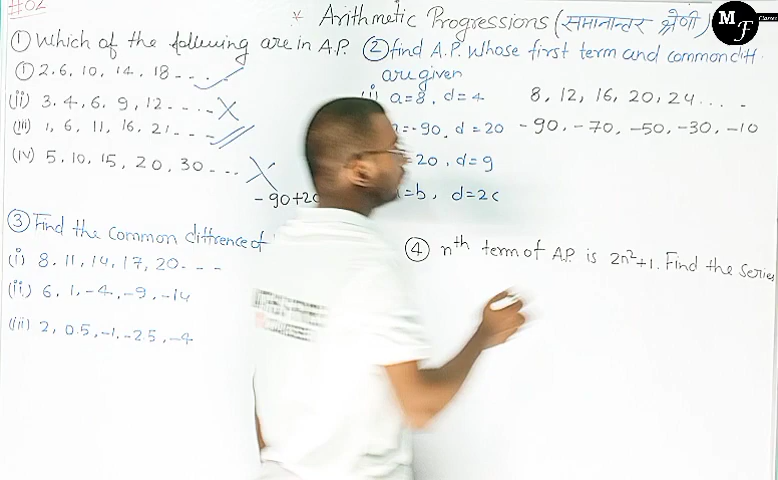 #02
* Arithmetic Progressions (समानान्तर श्रेणी)
M F Classes
① Which of the following are in A.P.
(i) 2, 6, 10, 14, 18 - - -
(ii) 3, 4, 6, 9, 12 - - - -
(iii) 1, 6, 11, 16, 21 - - -
(iv) 5, 10, 15, 20, 30 - - -
② find A.P. whose first term and common diff.
are given
(i) a=8, d=4 8, 12, 16, 20, 24 . . . .
=-90, d=20 -90, -70, -50, -30, -10
=20, d=9
=b, d=2c
-90+20
③ Find the Common diffrence of
(i) 8, 11, 14, 17, 20 - - -
(ii) 6, 1, -4, -9, -14
(iii) 2, 0.5, -1, -2.5, -4
④ nth term of A.P. is 2n²+1. Find the series